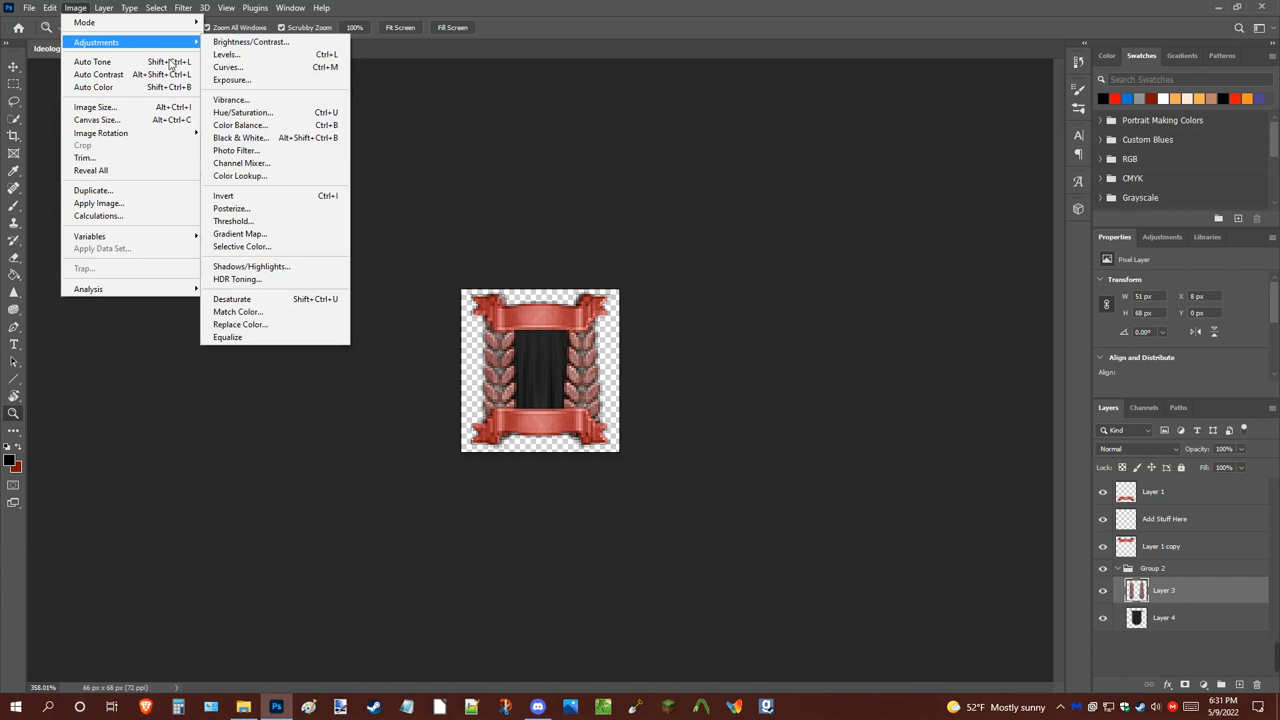 Ps File Edit Image Layer Type Select Filter 3D View Plugins Window Help
Zoom All Windows Scrubby Zoom 100% Fit Screen Fill Screen
Mode
Adjustments
Auto Tone Shift+Ctrl+L
Auto Contrast Alt+Shift+Ctrl+L
Auto Color Shift+Ctrl+B
Image Size... Alt+Ctrl+I
Canvas Size... Alt+Ctrl+C
Image Rotation
Crop
Trim...
Reveal All
Duplicate...
Apply Image...
Calculations...
Variables
Apply Data Set...
Trap...
Analysis
Brightness/Contrast...
Levels... Ctrl+L
Curves... Ctrl+M
Exposure...
Vibrance...
Hue/Saturation... Ctrl+U
Color Balance... Ctrl+B
Black & White... Alt+Shift+Ctrl+B
Photo Filter...
Channel Mixer...
Color Lookup...
Invert Ctrl+I
Posterize...
Threshold...
Gradient Map...
Selective Color...
Shadows/Highlights...
HDR Toning...
Desaturate Shift+Ctrl+U
Match Color...
Replace Color...
Equalize
Ideolog
Color Swatches Gradients Patterns
Search Swatches
Portrait Making Colors
Custom Blues
RGB
CMYK
Grayscale
Properties Adjustments Libraries
Pixel Layer
Transform
W: 51 px X: 8 px
H: 68 px Y: 0 px
0.00°
Align and Distribute
Align:
Layers Channels Paths
Kind
Normal Opacity: 100%
Lock: Fill: 100%
Layer 1
Add Stuff Here
Layer 1 copy
Group 2
Layer 3
Layer 4
358.01% 66 px x 68 px (72 ppi)
52°F Mostly sunny
6:31 PM
5/9/2022